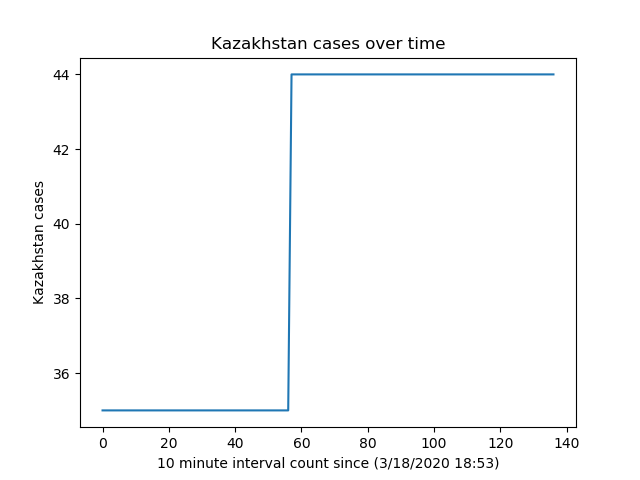 Kazakhstan cases over time
Kazakhstan cases
44
42
40
38
36
0 20 40 60 80 100 120 140
10 minute interval count since (3/18/2020 18:53)